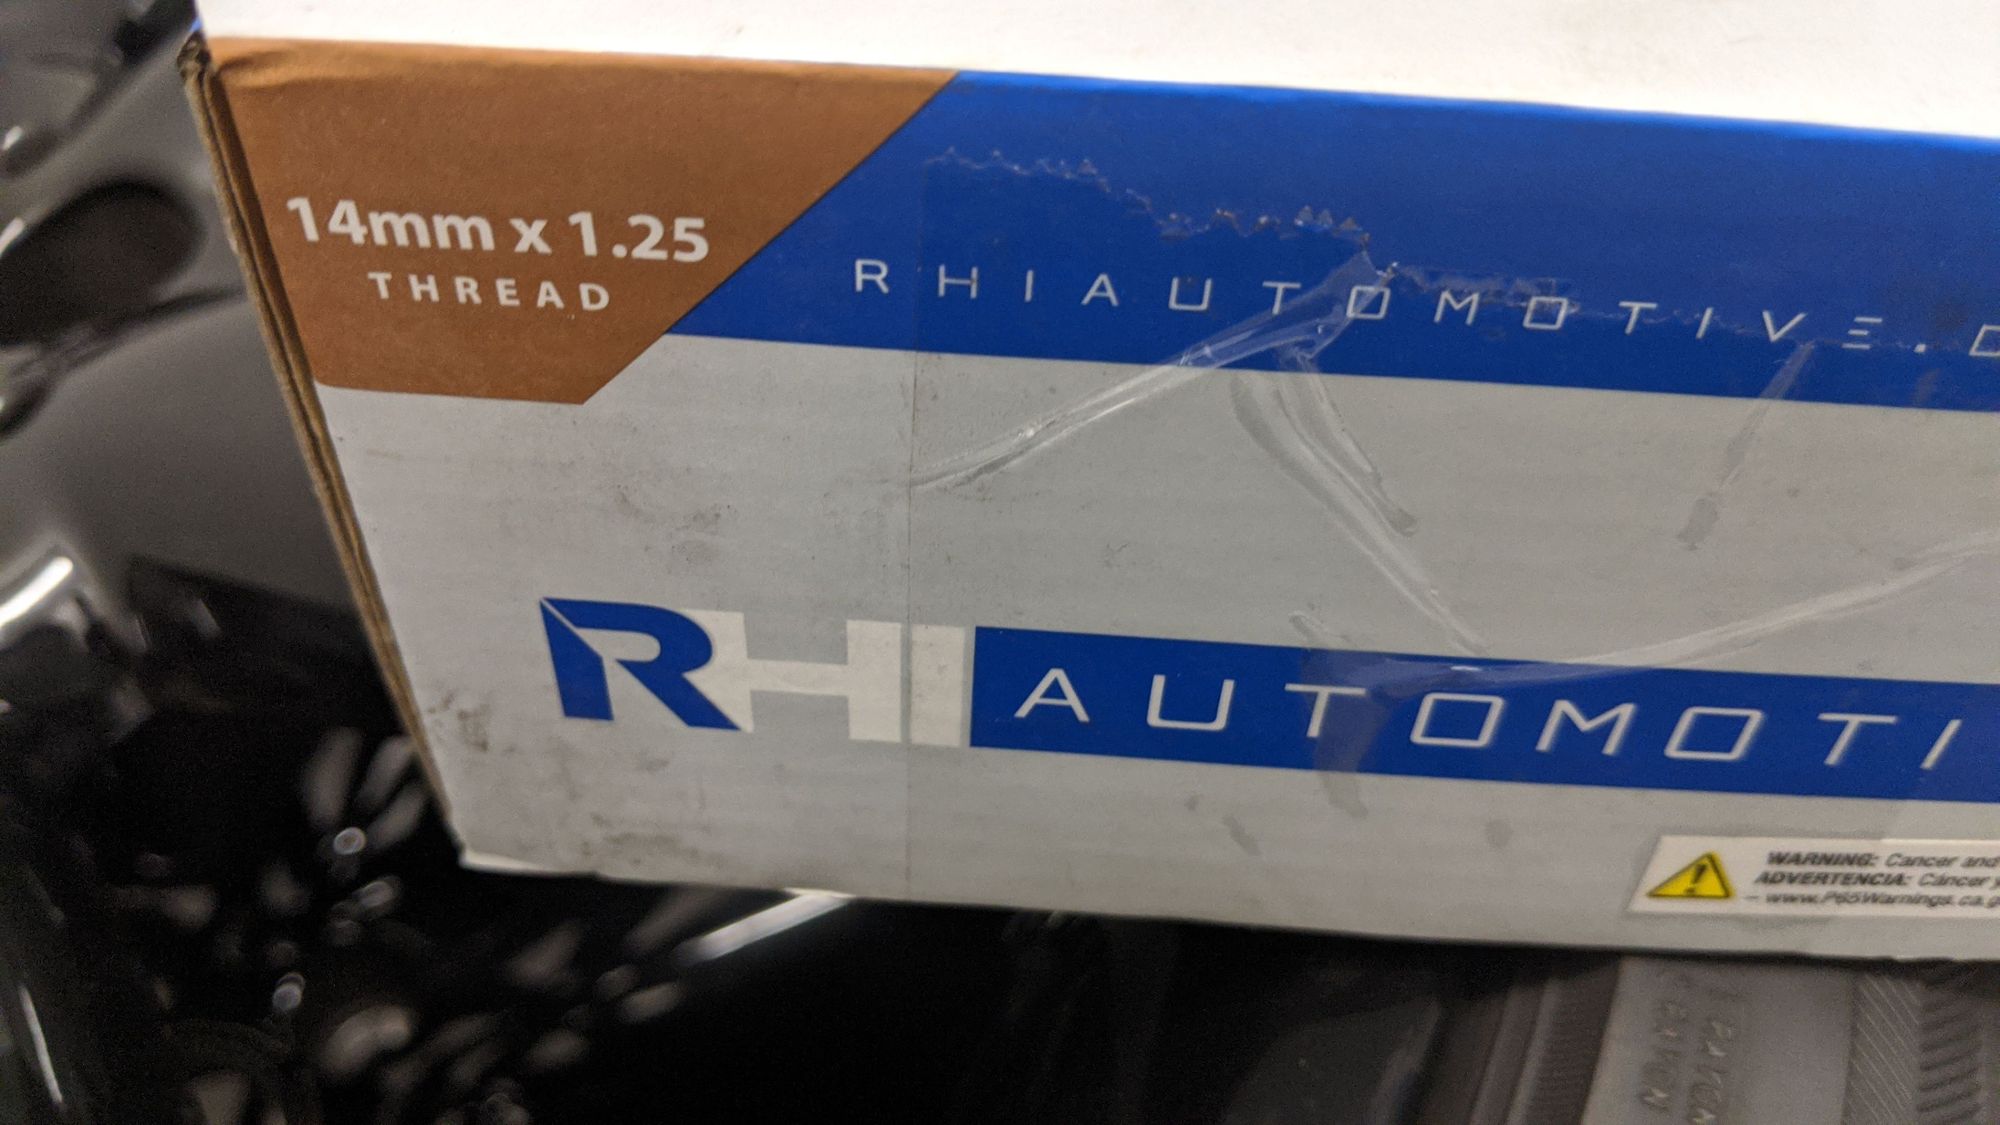 14mm x 1.25
THREAD
RHIAUTOMOTIVE.
RHI AUTOMOTI
WARNING: Cancer and
ADVERTENCIA: Cáncer y
– www.P65Warnings.ca.g